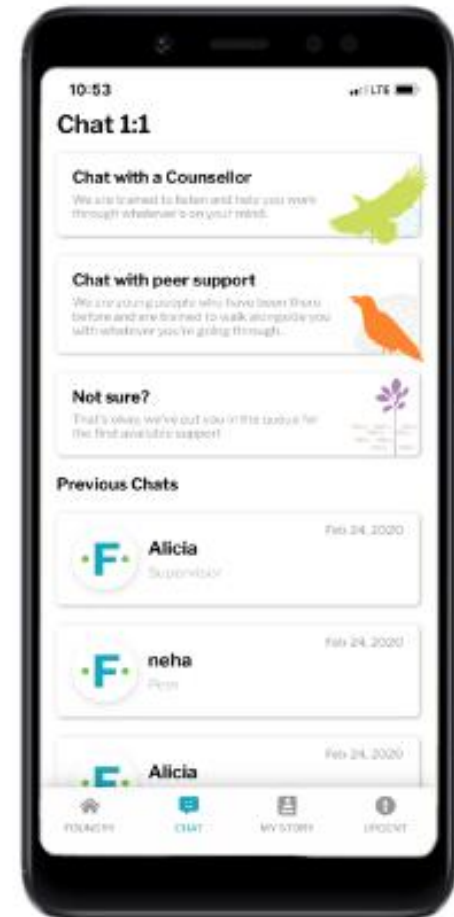 10:53
LTE
Chat 1:1
Chat with a Counsellor
We are trained to listen and help you work
through whatever's on your mind.
Chat with peer support
We are young people who have been there
before and are trained to walk alongside you
with whatever you're going through.
Not sure?
That's okay, we've put you in the queue for
the first available support
Previous Chats
Feb 24, 2020
F
Alicia
Supervisor
Feb 24, 2020
F
neha
Peer
Feb 24, 2020
F
Alicia
FOUNDRY CHAT MY STORY URGENT